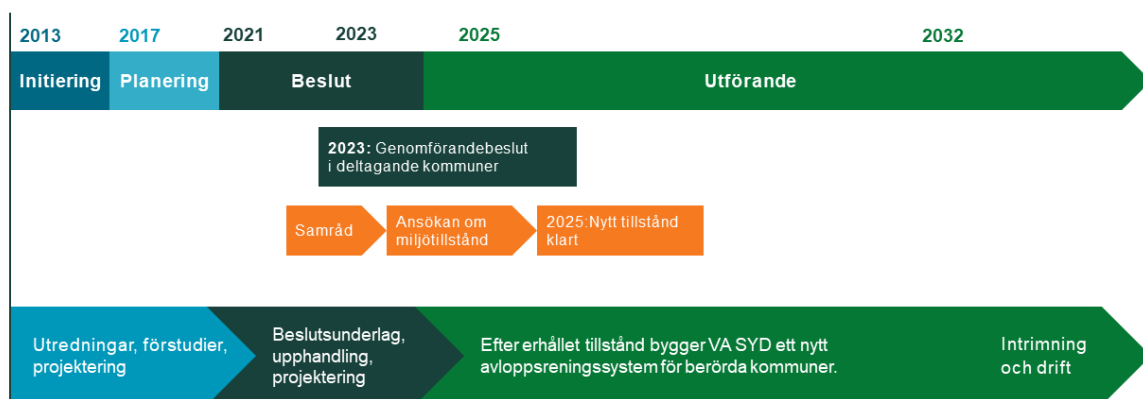 2013 2017 2021 2023 2025 2032
Initiering Planering Beslut Utförande
2023: Genomförandebeslut
i deltagande kommuner
Samråd
Ansökan om
miljötillstånd
2025:Nytt tillstånd
klart
Utredningar, förstudier,
projektering
Beslutsunderlag,
upphandling,
projektering
Efter erhållet tillstånd bygger VA SYD ett nytt
avloppsreningssystem för berörda kommuner.
Intrimning
och drift